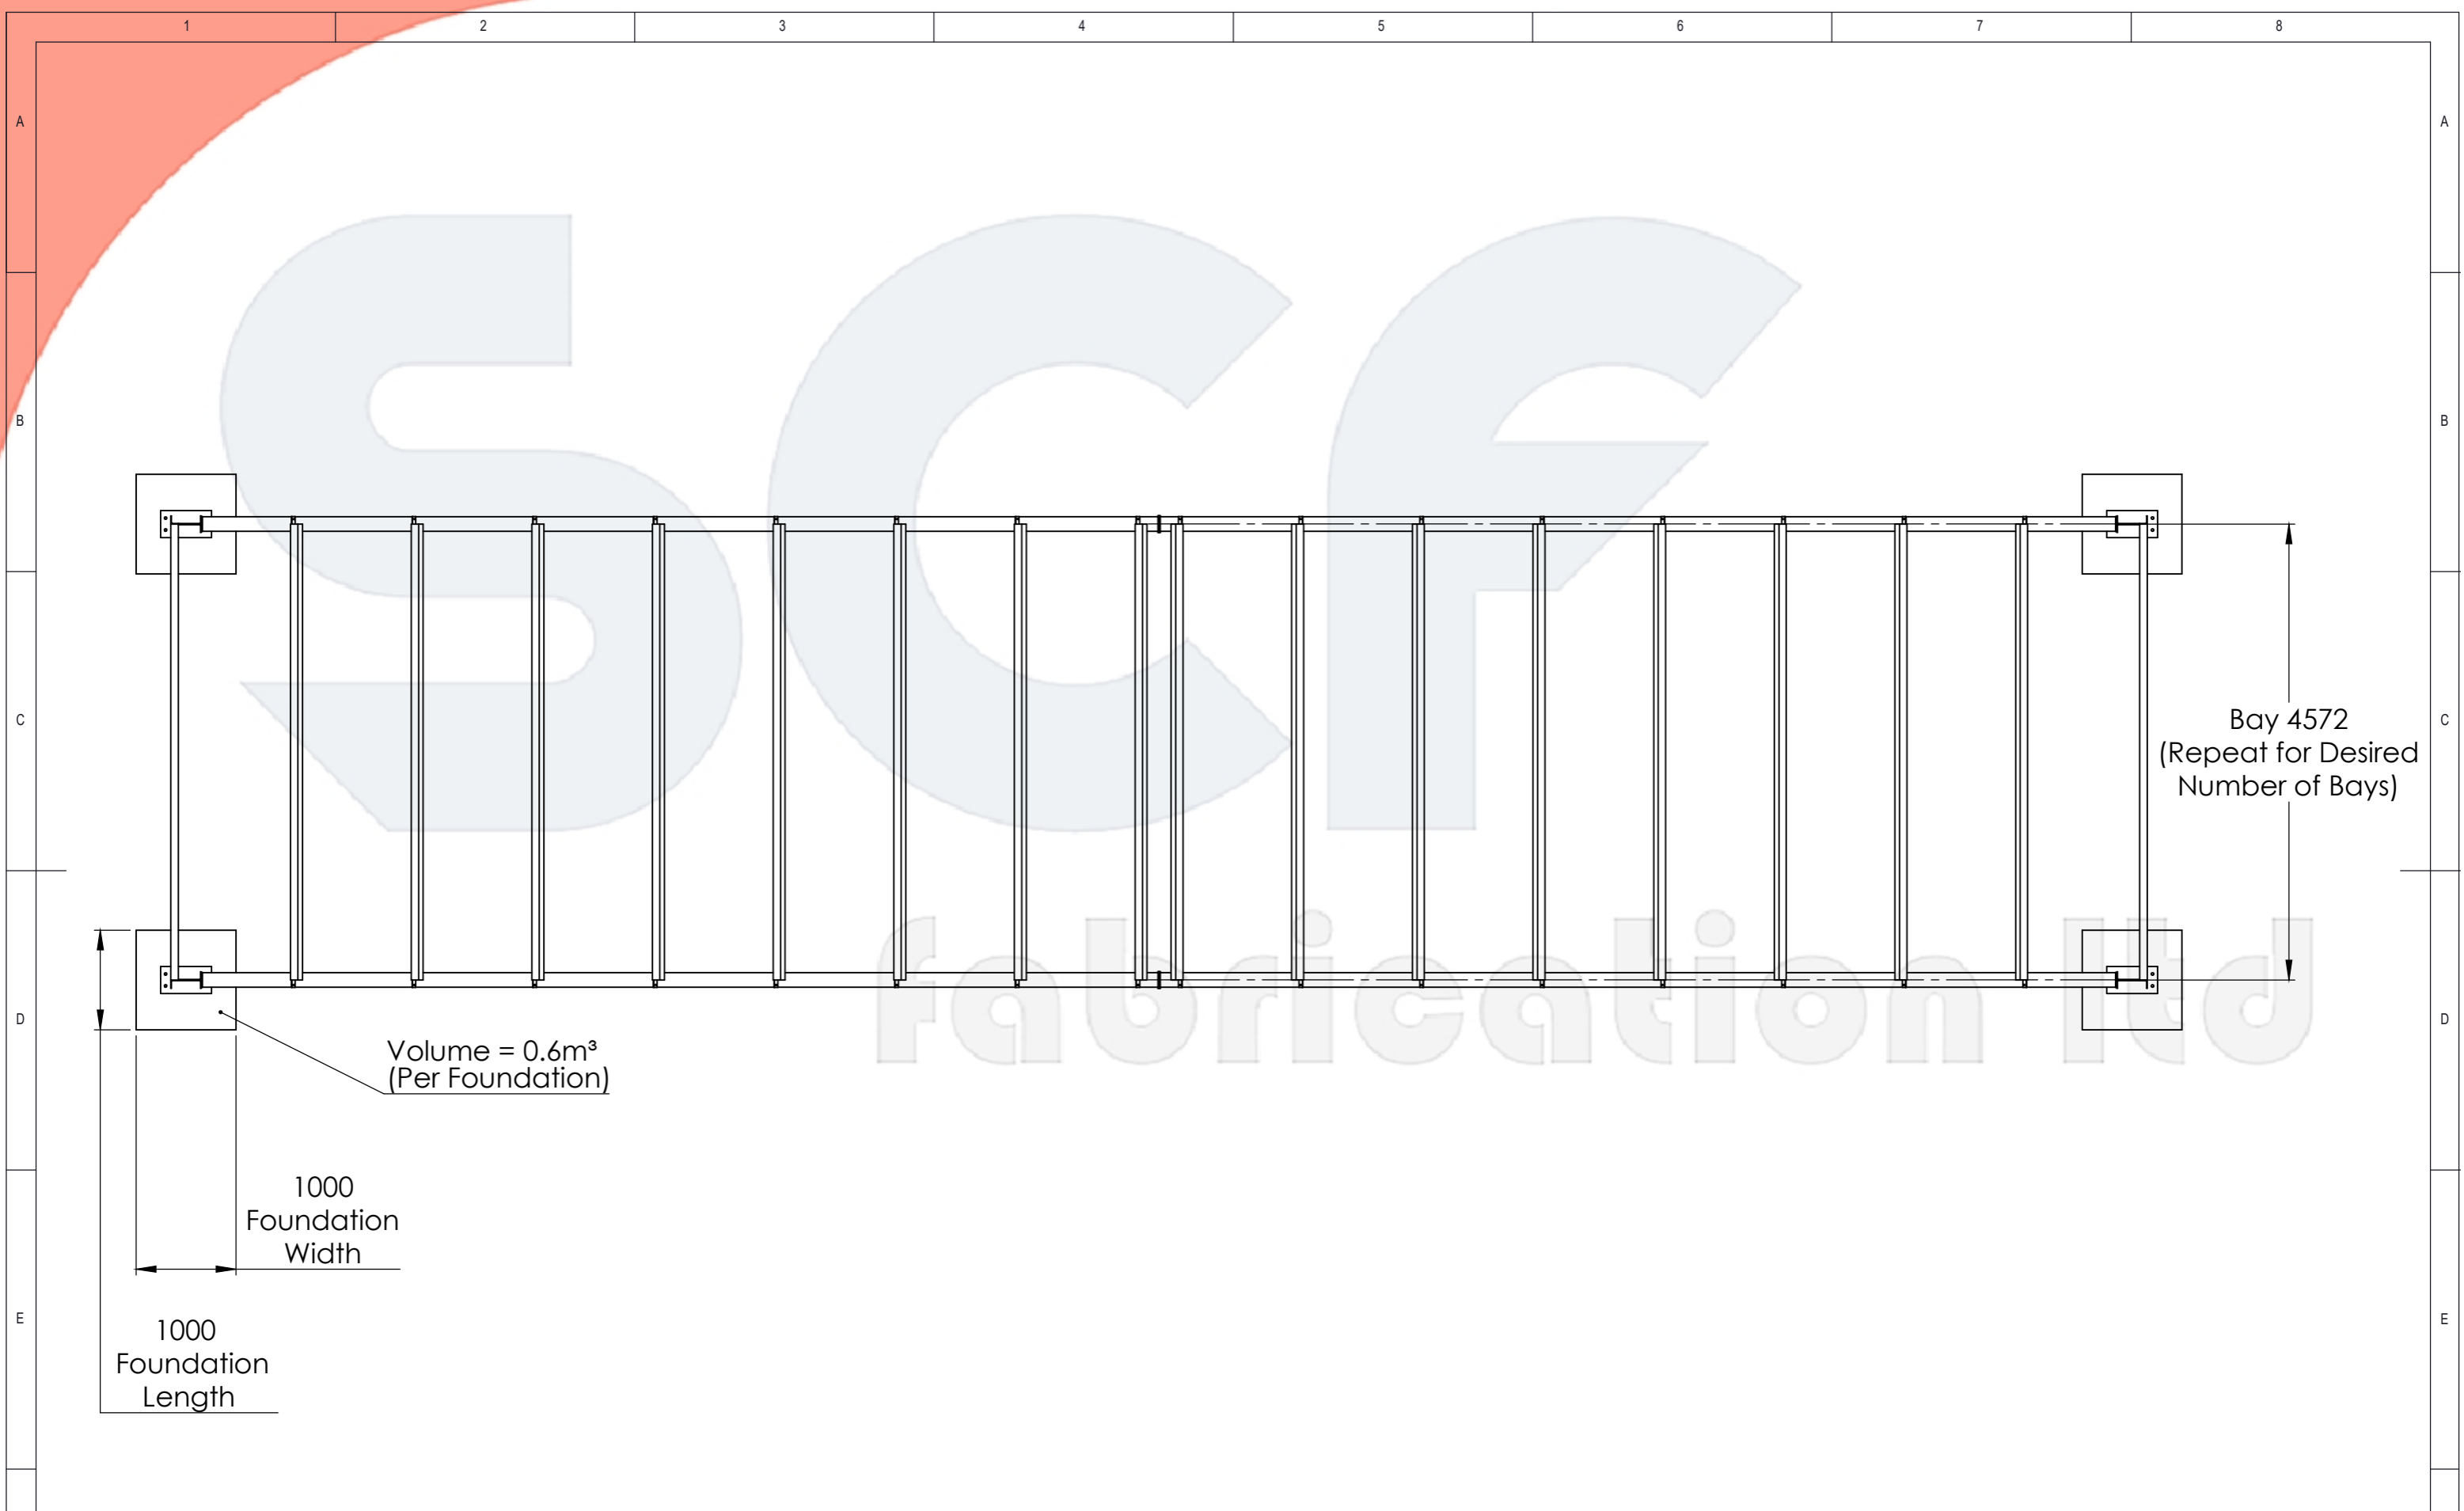 1 2 3 4 5 6 7 8
A A
B B
SCF
Bay 4572
(Repeat for Desired
Number of Bays)
C C
fabrication ltd
D D
Volume = 0.6m³
(Per Foundation)
1000
Foundation
Width
E E
1000
Foundation
Length